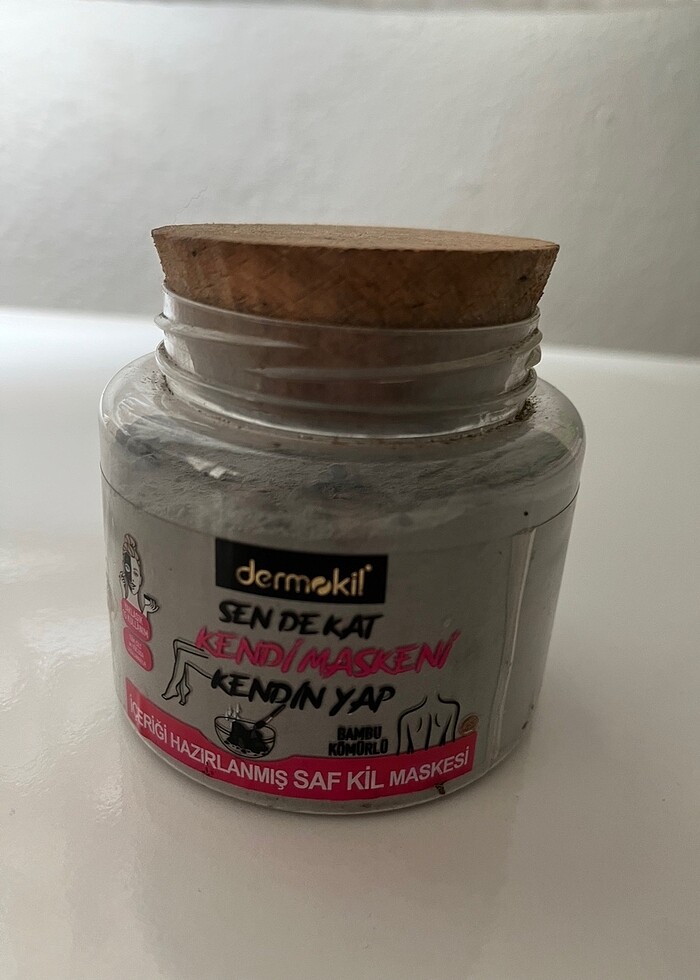 dermokil
SEN DE KAT
KENDİ MASKENİ
KENDİN YAP
BAMBU
KÖMÜRLÜ
İÇERİĞİ HAZIRLANMIŞ SAF KİL MASKESİ